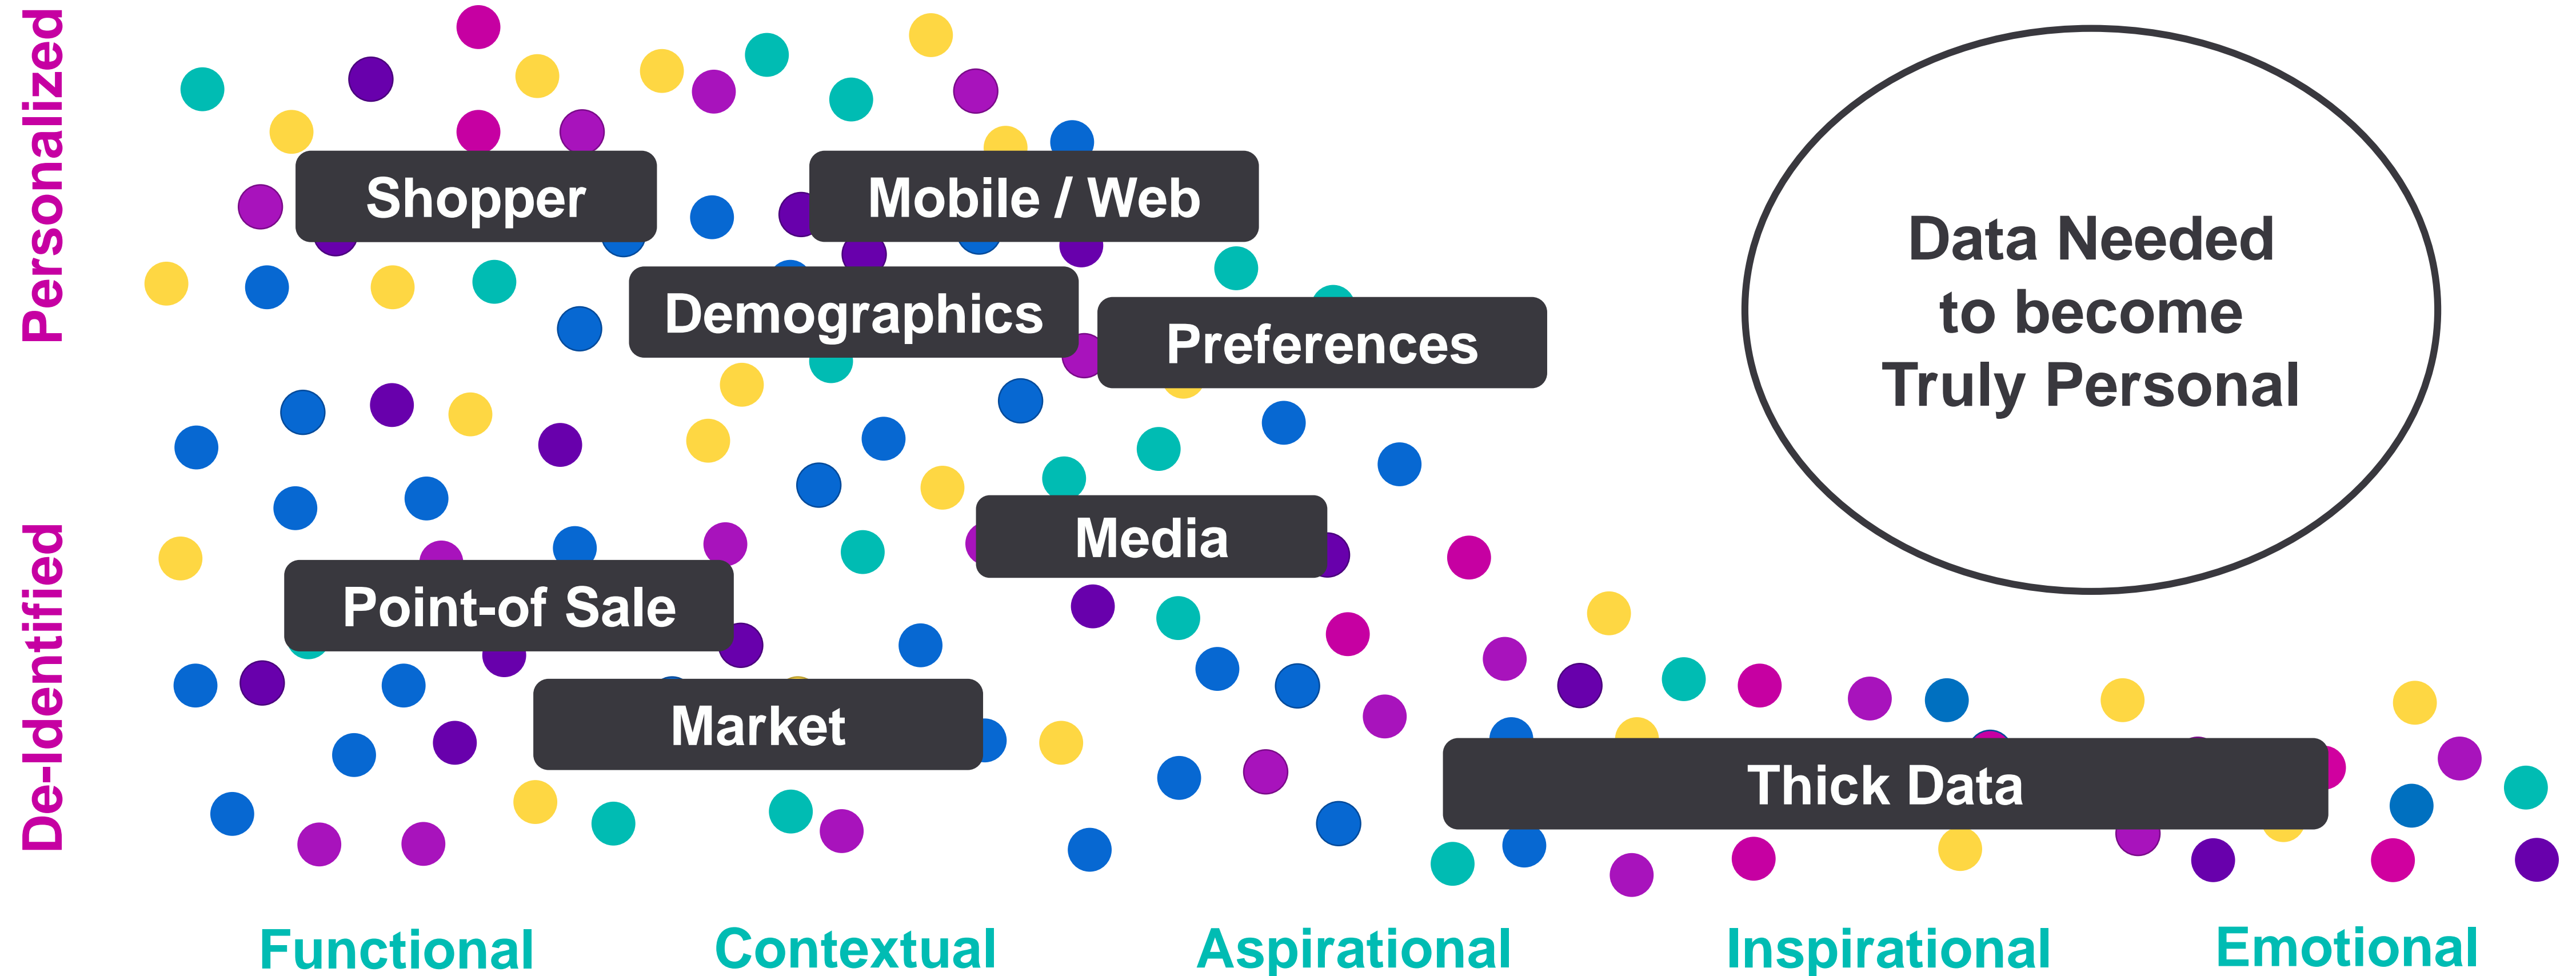 Personalized
De-Identified
Shopper
Mobile / Web
Demographics
Preferences
Media
Point-of Sale
Market
Thick Data
Data Needed
to become
Truly Personal
Functional
Contextual
Aspirational
Inspirational
Emotional